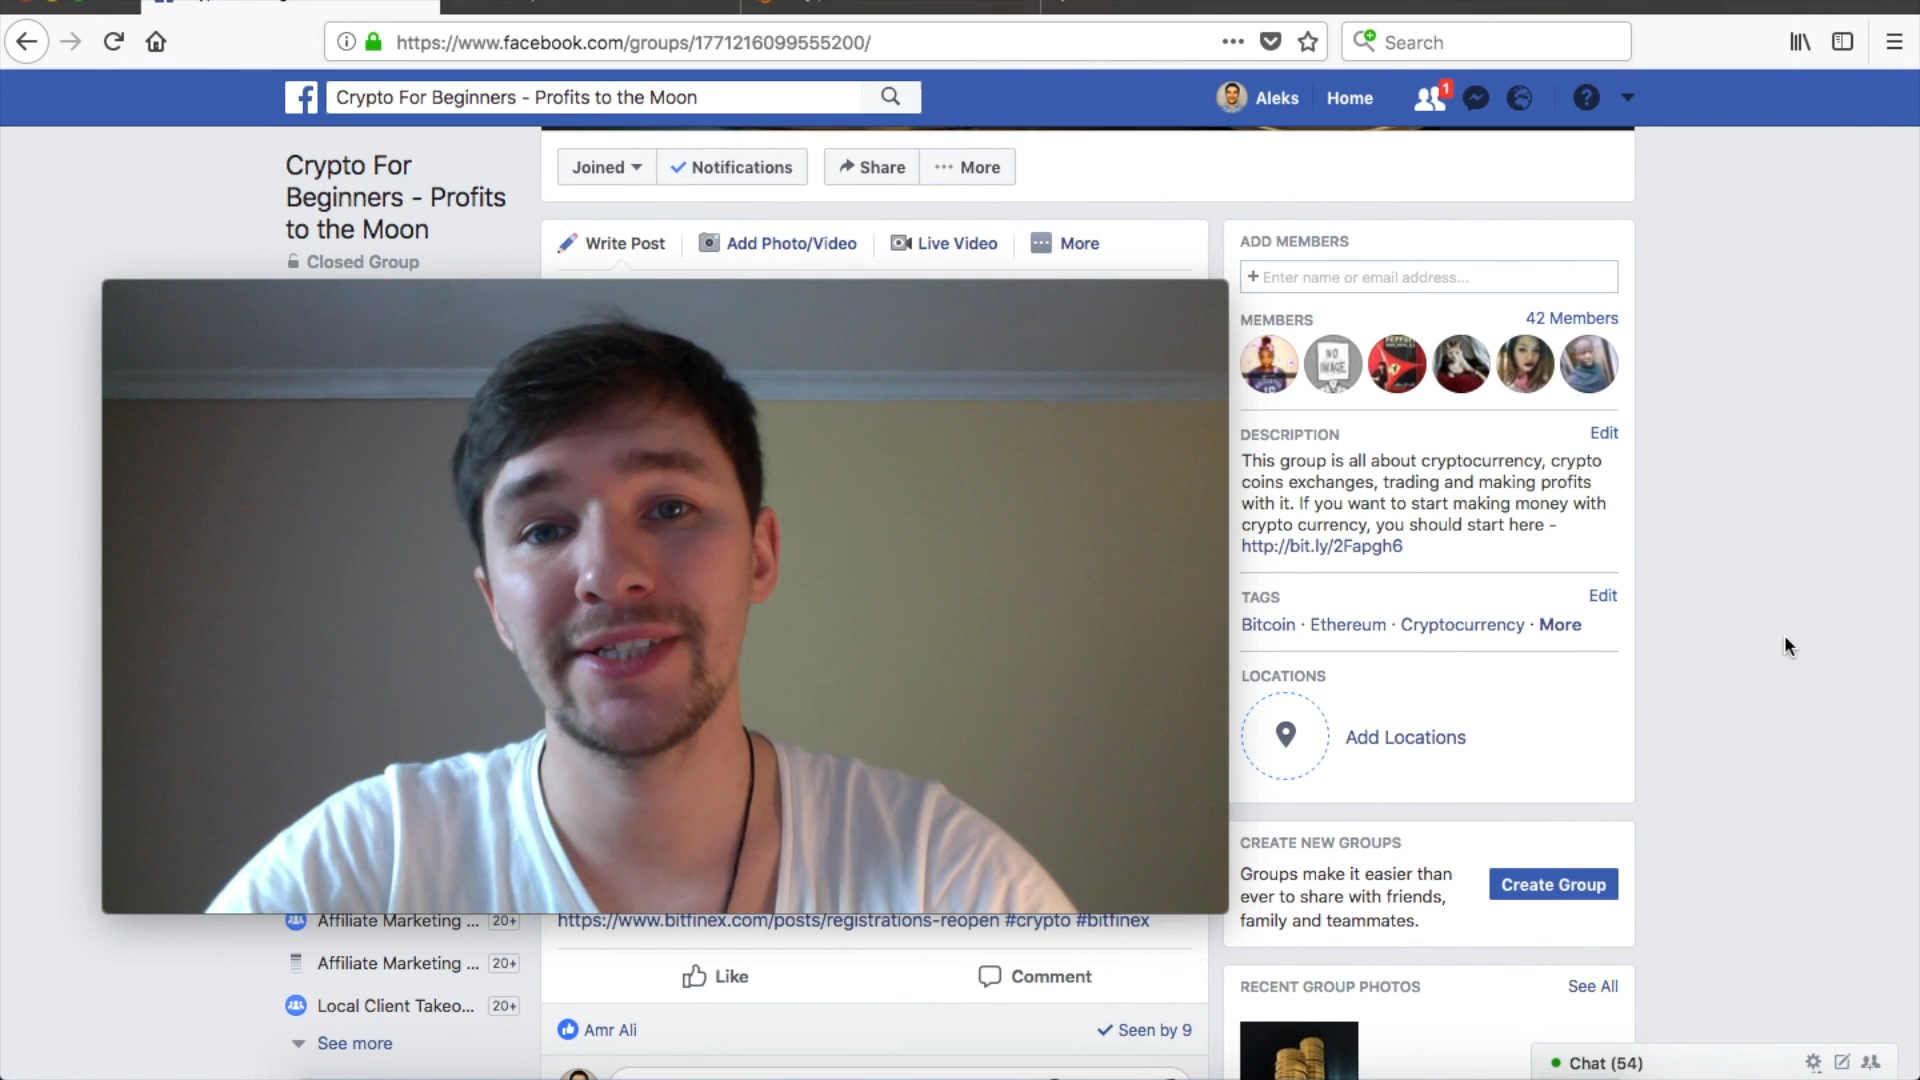 https://www.facebook.com/groups/1771216099555200/
Search
Crypto For Beginners - Profits to the Moon
Aleks
Home
1
Crypto For
Beginners - Profits
to the Moon
Closed Group
Joined
Notifications
Share
More
Write Post
Add Photo/Video
Live Video
More
ADD MEMBERS
+ Enter name or email address...
MEMBERS
42 Members
NO
IMAGE
DESCRIPTION
Edit
This group is all about cryptocurrency, crypto
coins exchanges, trading and making profits
with it. If you want to start making money with
crypto currency, you should start here -
http://bit.ly/2Fapgh6
TAGS
Edit
Bitcoin · Ethereum · Cryptocurrency · More
LOCATIONS
Add Locations
CREATE NEW GROUPS
Groups make it easier than
ever to share with friends,
family and teammates.
Create Group
Affiliate Marketing ... 20+
Affiliate Marketing ... 20+
Local Client Takeo... 20+
See more
https://www.bitfinex.com/posts/registrations-reopen #crypto #bitfinex
Like
Comment
Amr Ali
Seen by 9
RECENT GROUP PHOTOS
See All
Chat (54)